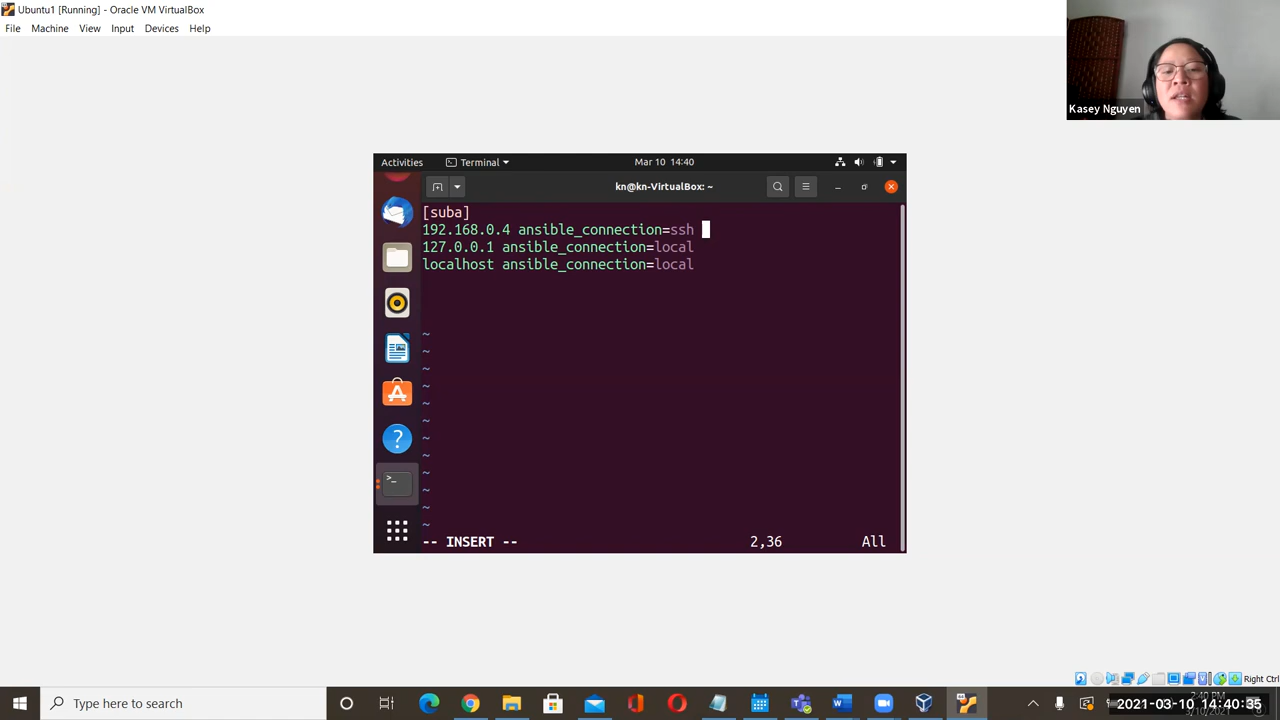 Ubuntu1 [Running] - Oracle VM VirtualBox
File Machine View Input Devices Help
Kasey Nguyen
Activities Terminal Mar 10 14:40
kn@kn-VirtualBox: ~
[suba]
192.168.0.4 ansible_connection=ssh
127.0.0.1 ansible_connection=local
localhost ansible_connection=local
~
~
~
~
~
~
~
~
~
~
~
~
-- INSERT -- 2,36 All
Right Ctrl
Type here to search
2021-03-10 14:40:35